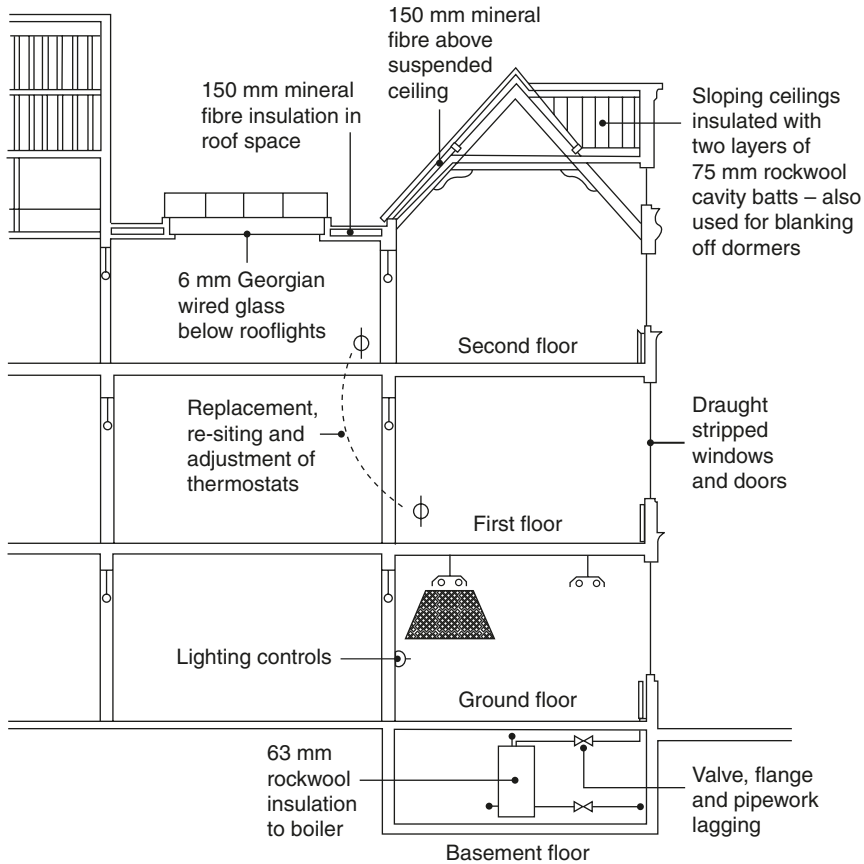 150 mm mineral
fibre above
suspended
ceiling
150 mm mineral
fibre insulation in
roof space
Sloping ceilings
insulated with
two layers of
75 mm rockwool
cavity batts – also
used for blanking
off dormers
6 mm Georgian
wired glass
below rooflights
Second floor
Replacement,
re-siting and
adjustment of
thermostats
Draught
stripped
windows
and doors
First floor
Lighting controls
Ground floor
63 mm
rockwool
insulation
to boiler
Valve, flange
and pipework
lagging
Basement floor